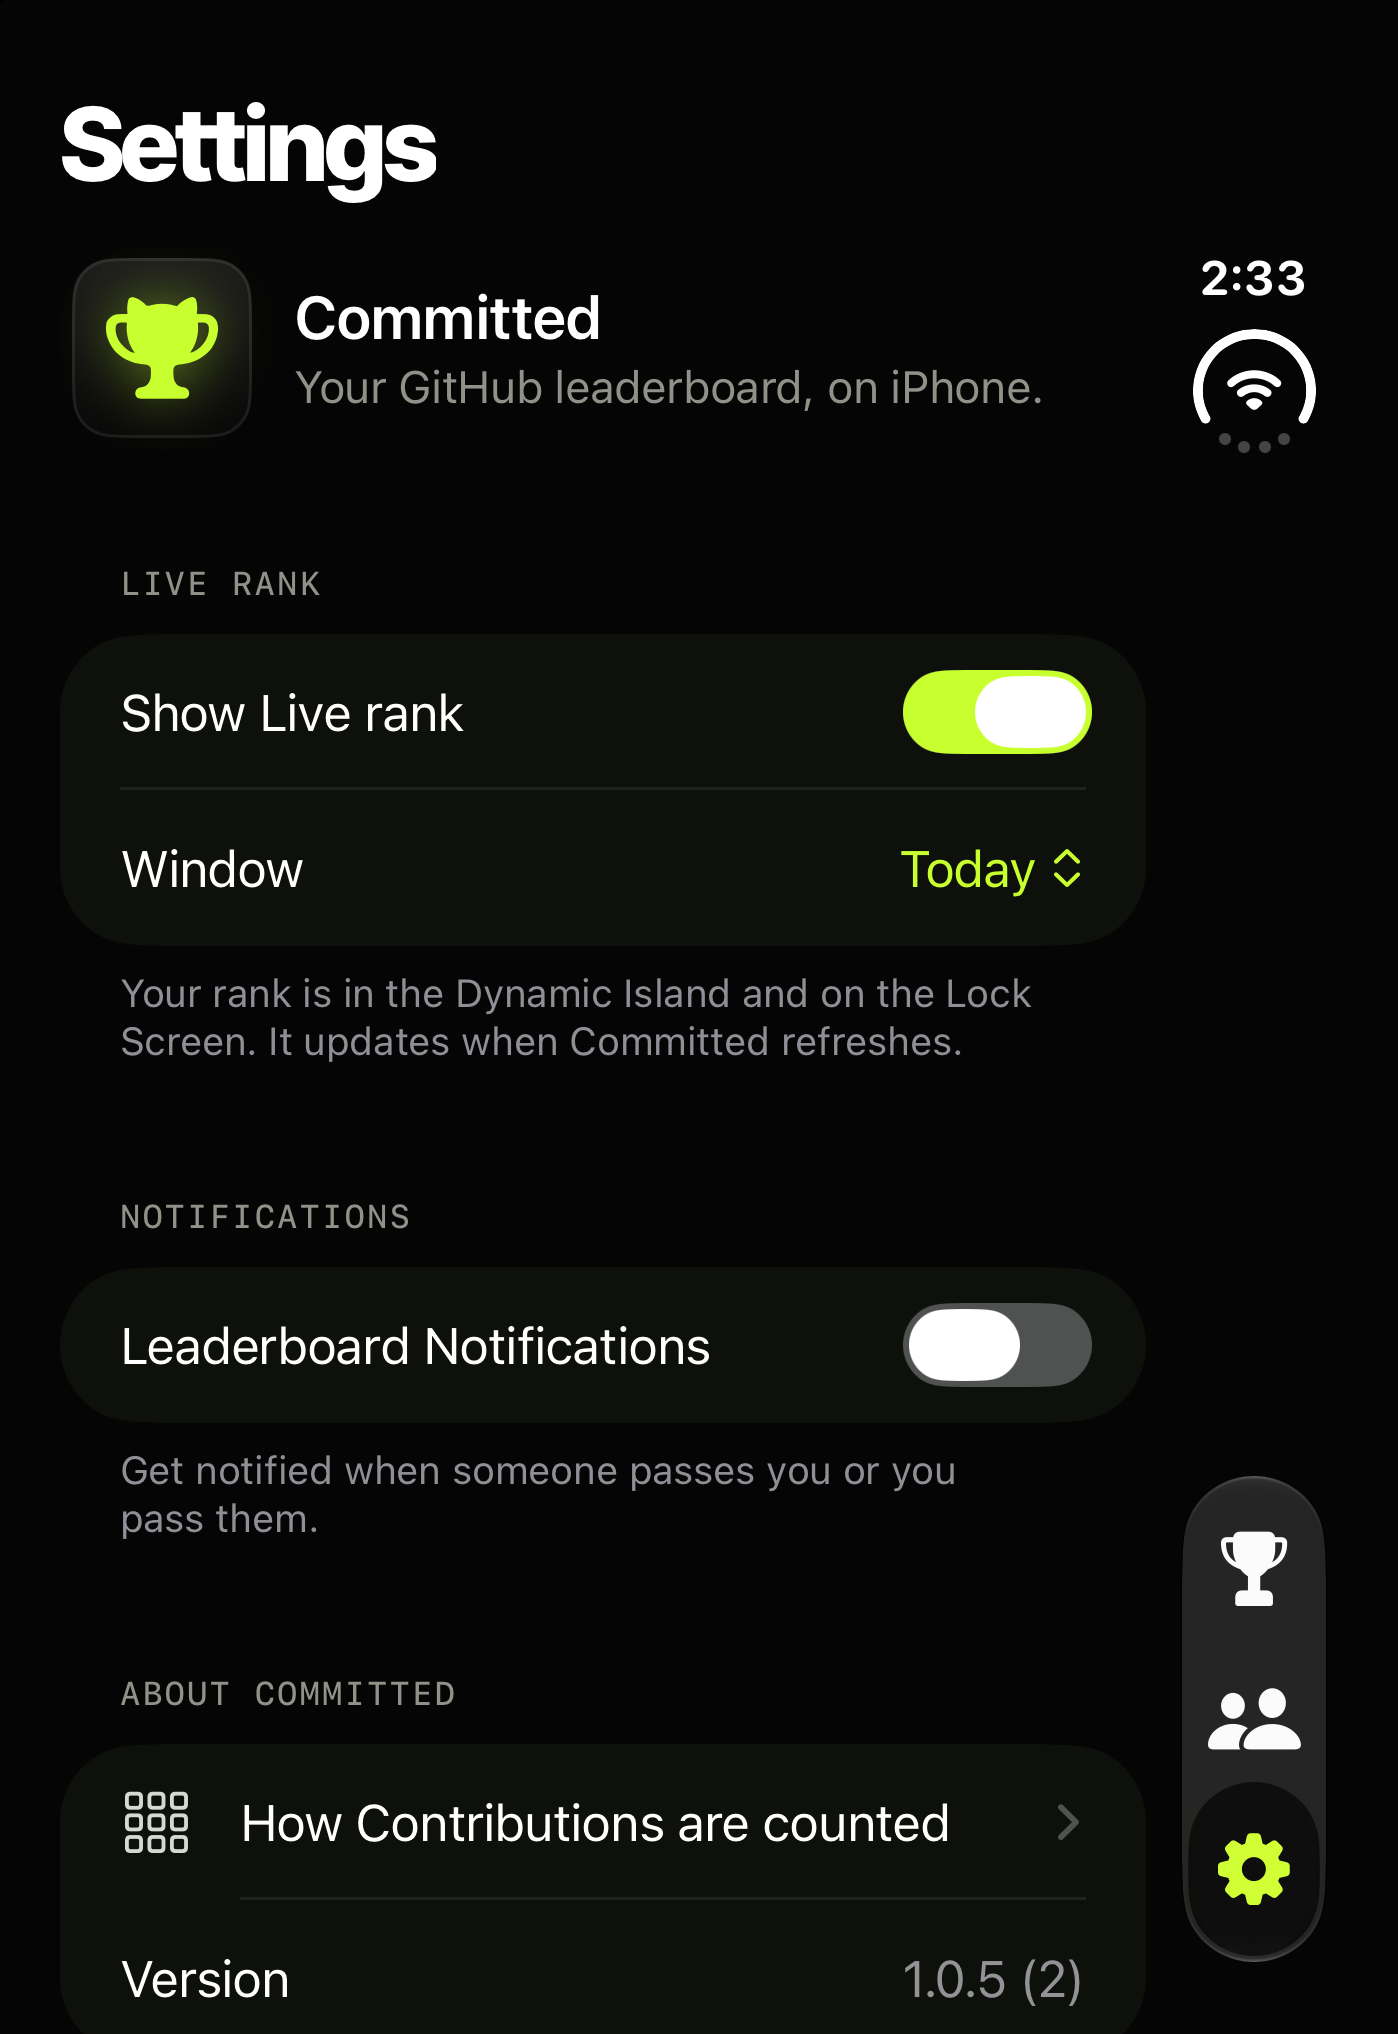 Settings
Committed
Your GitHub leaderboard, on iPhone.
2:33
LIVE RANK
Show Live rank
Window
Today
Your rank is in the Dynamic Island and on the Lock
Screen. It updates when Committed refreshes.
NOTIFICATIONS
Leaderboard Notifications
Get notified when someone passes you or you
pass them.
ABOUT COMMITTED
How Contributions are counted
Version
1.0.5 (2)